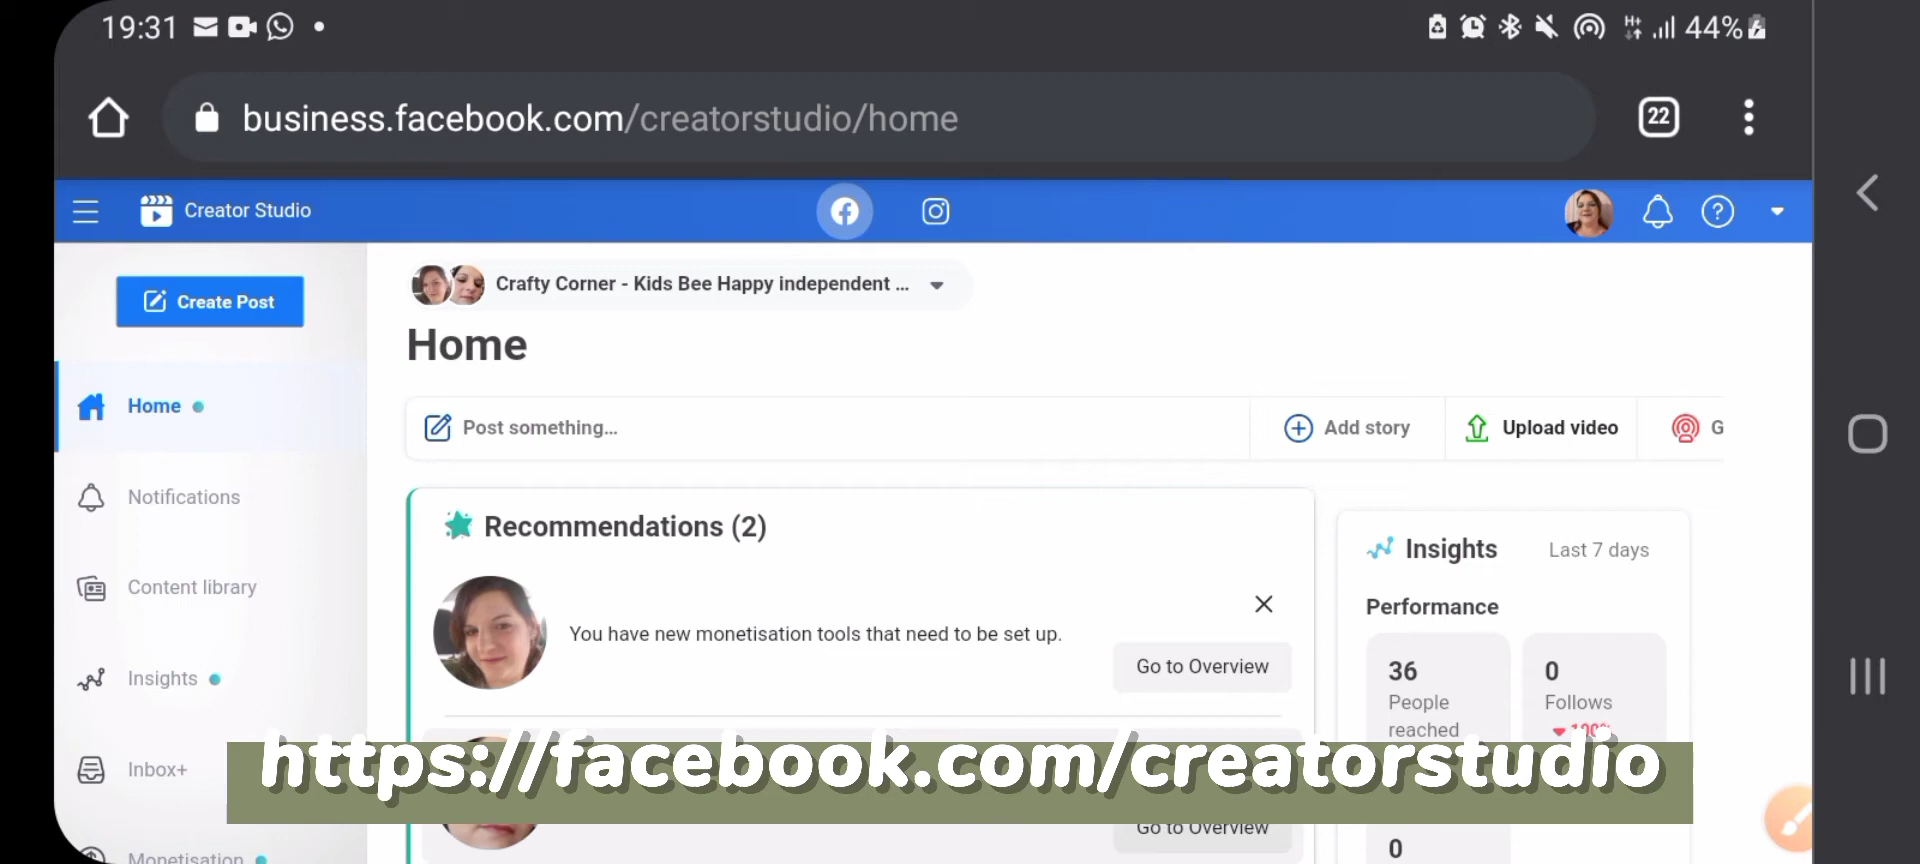 19:31
44%
business.facebook.com/creatorstudio/home
22
Creator Studio
Create Post
Crafty Corner - Kids Bee Happy independent ...
Home
Home
Post something...
Add story
Upload video
G
Notifications
Content library
Insights
Inbox+
Monetisation
Recommendations (2)
You have new monetisation tools that need to be set up.
Go to Overview
Go to Overview
Insights
Last 7 days
Performance
36
People
reached
0
Follows
100%
0
https://facebook.com/creatorstudio